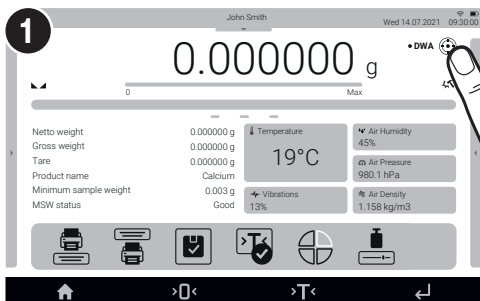 1
John Smith
Wed 14.07.2021 09:30:00
0.000000 g
• DWA
0 Max
Netto weight 0.000000 g
Gross weight 0.000000 g
Tare 0.000000 g
Product name Calcium
Minimum sample weight 0.003 g
MSW status Good
Temperature
19°C
Vibrations
13%
Air Humidity
45%
Air Preasure
980.1 hPa
Air Density
1.158 kg/m3
>T<
>0<
>T<